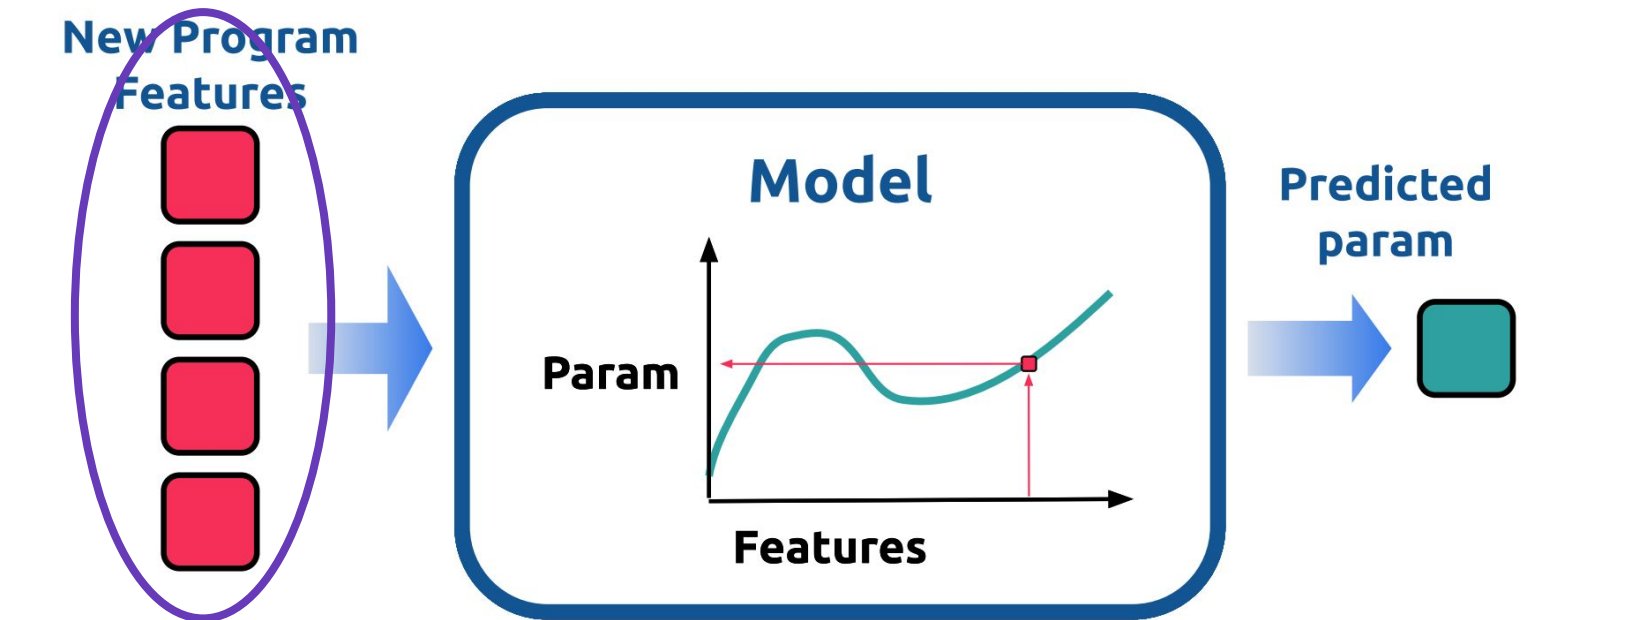 New Program
Features
Model
Param
Features
Predicted
param